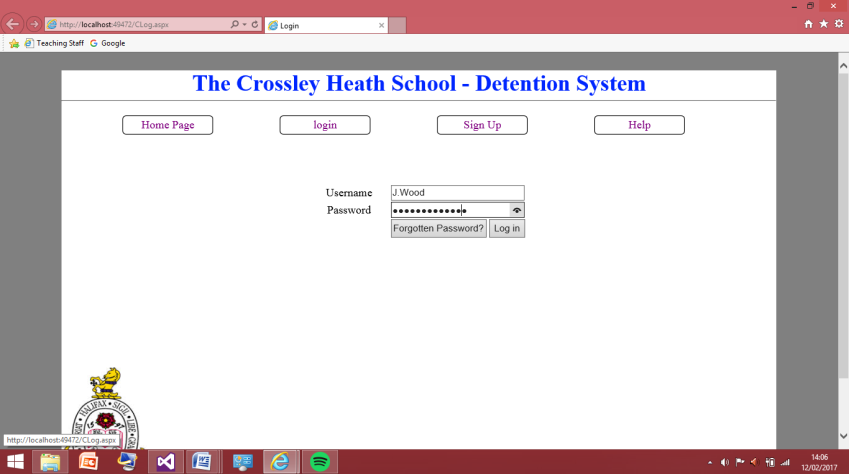 http://localhost:49472/CLog.aspx
Login
Teaching Staff
Google
The Crossley Heath School - Detention System
Home Page
login
Sign Up
Help
Username
J.Wood
Password
Forgotten Password?
Log in
HALIFAX
SIGIL
http://localhost:49472/CLog.aspx
14:06
12/02/2017